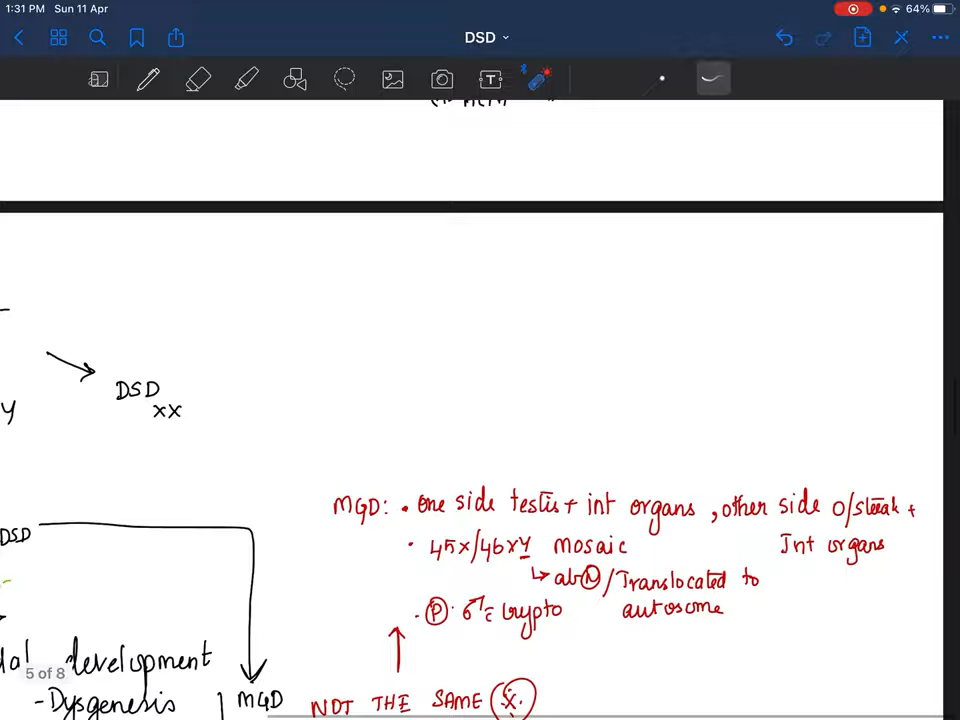 1:31 PM Sun 11 Apr
64%
DSD
T
DSD
XX
y
MGD: • One side testis + int organs, other side O/streak +
Int organs
• 45X/46XY Mosaic
↳ abN/Translocated to
autosome
• P. ♂ c̄ Crypto
DSD
development
-Dysgenesis
MGD
NOT THE SAME
5 of 8